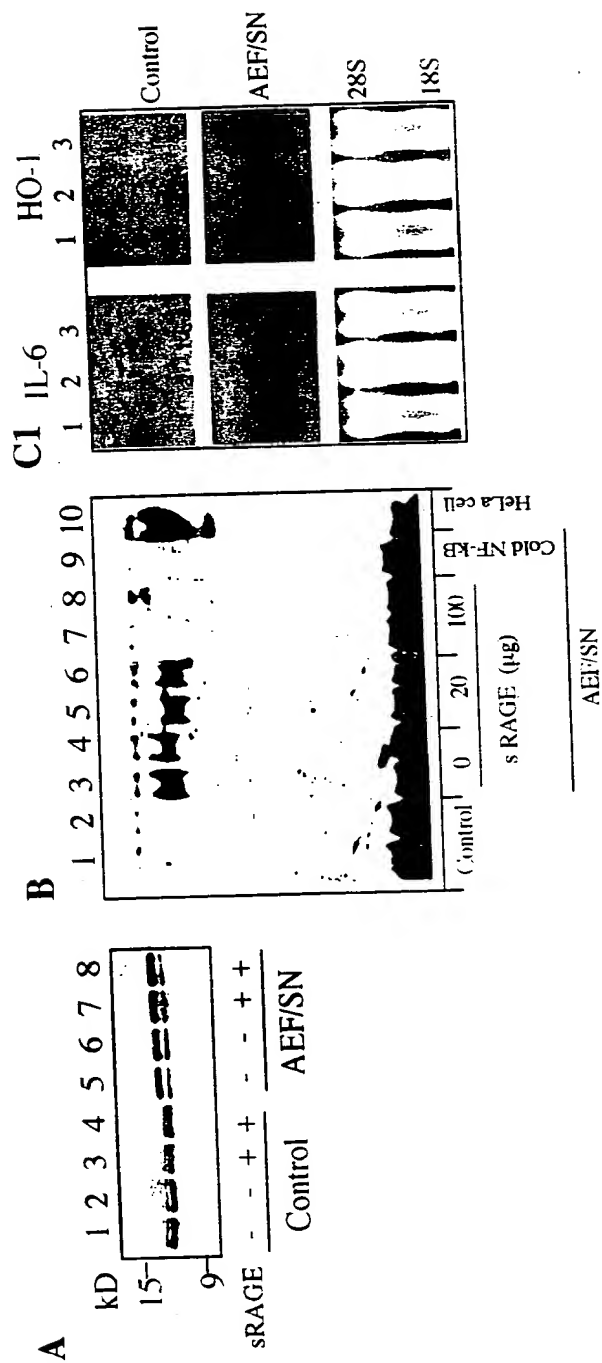 A
kD 1 2 3 4 5 6 7 8
15
9
sRAGE - - + + - - + +
Control AEF/SN
B
1 2 3 4 5 6 7 8 9 10
Control 0 20 100 Cold NF-kB HeLa cell
sRAGE (µg)
AEF/SN
C1 IL-6 HO-1
1 2 3 1 2 3
Control
AEF/SN
28S
18S